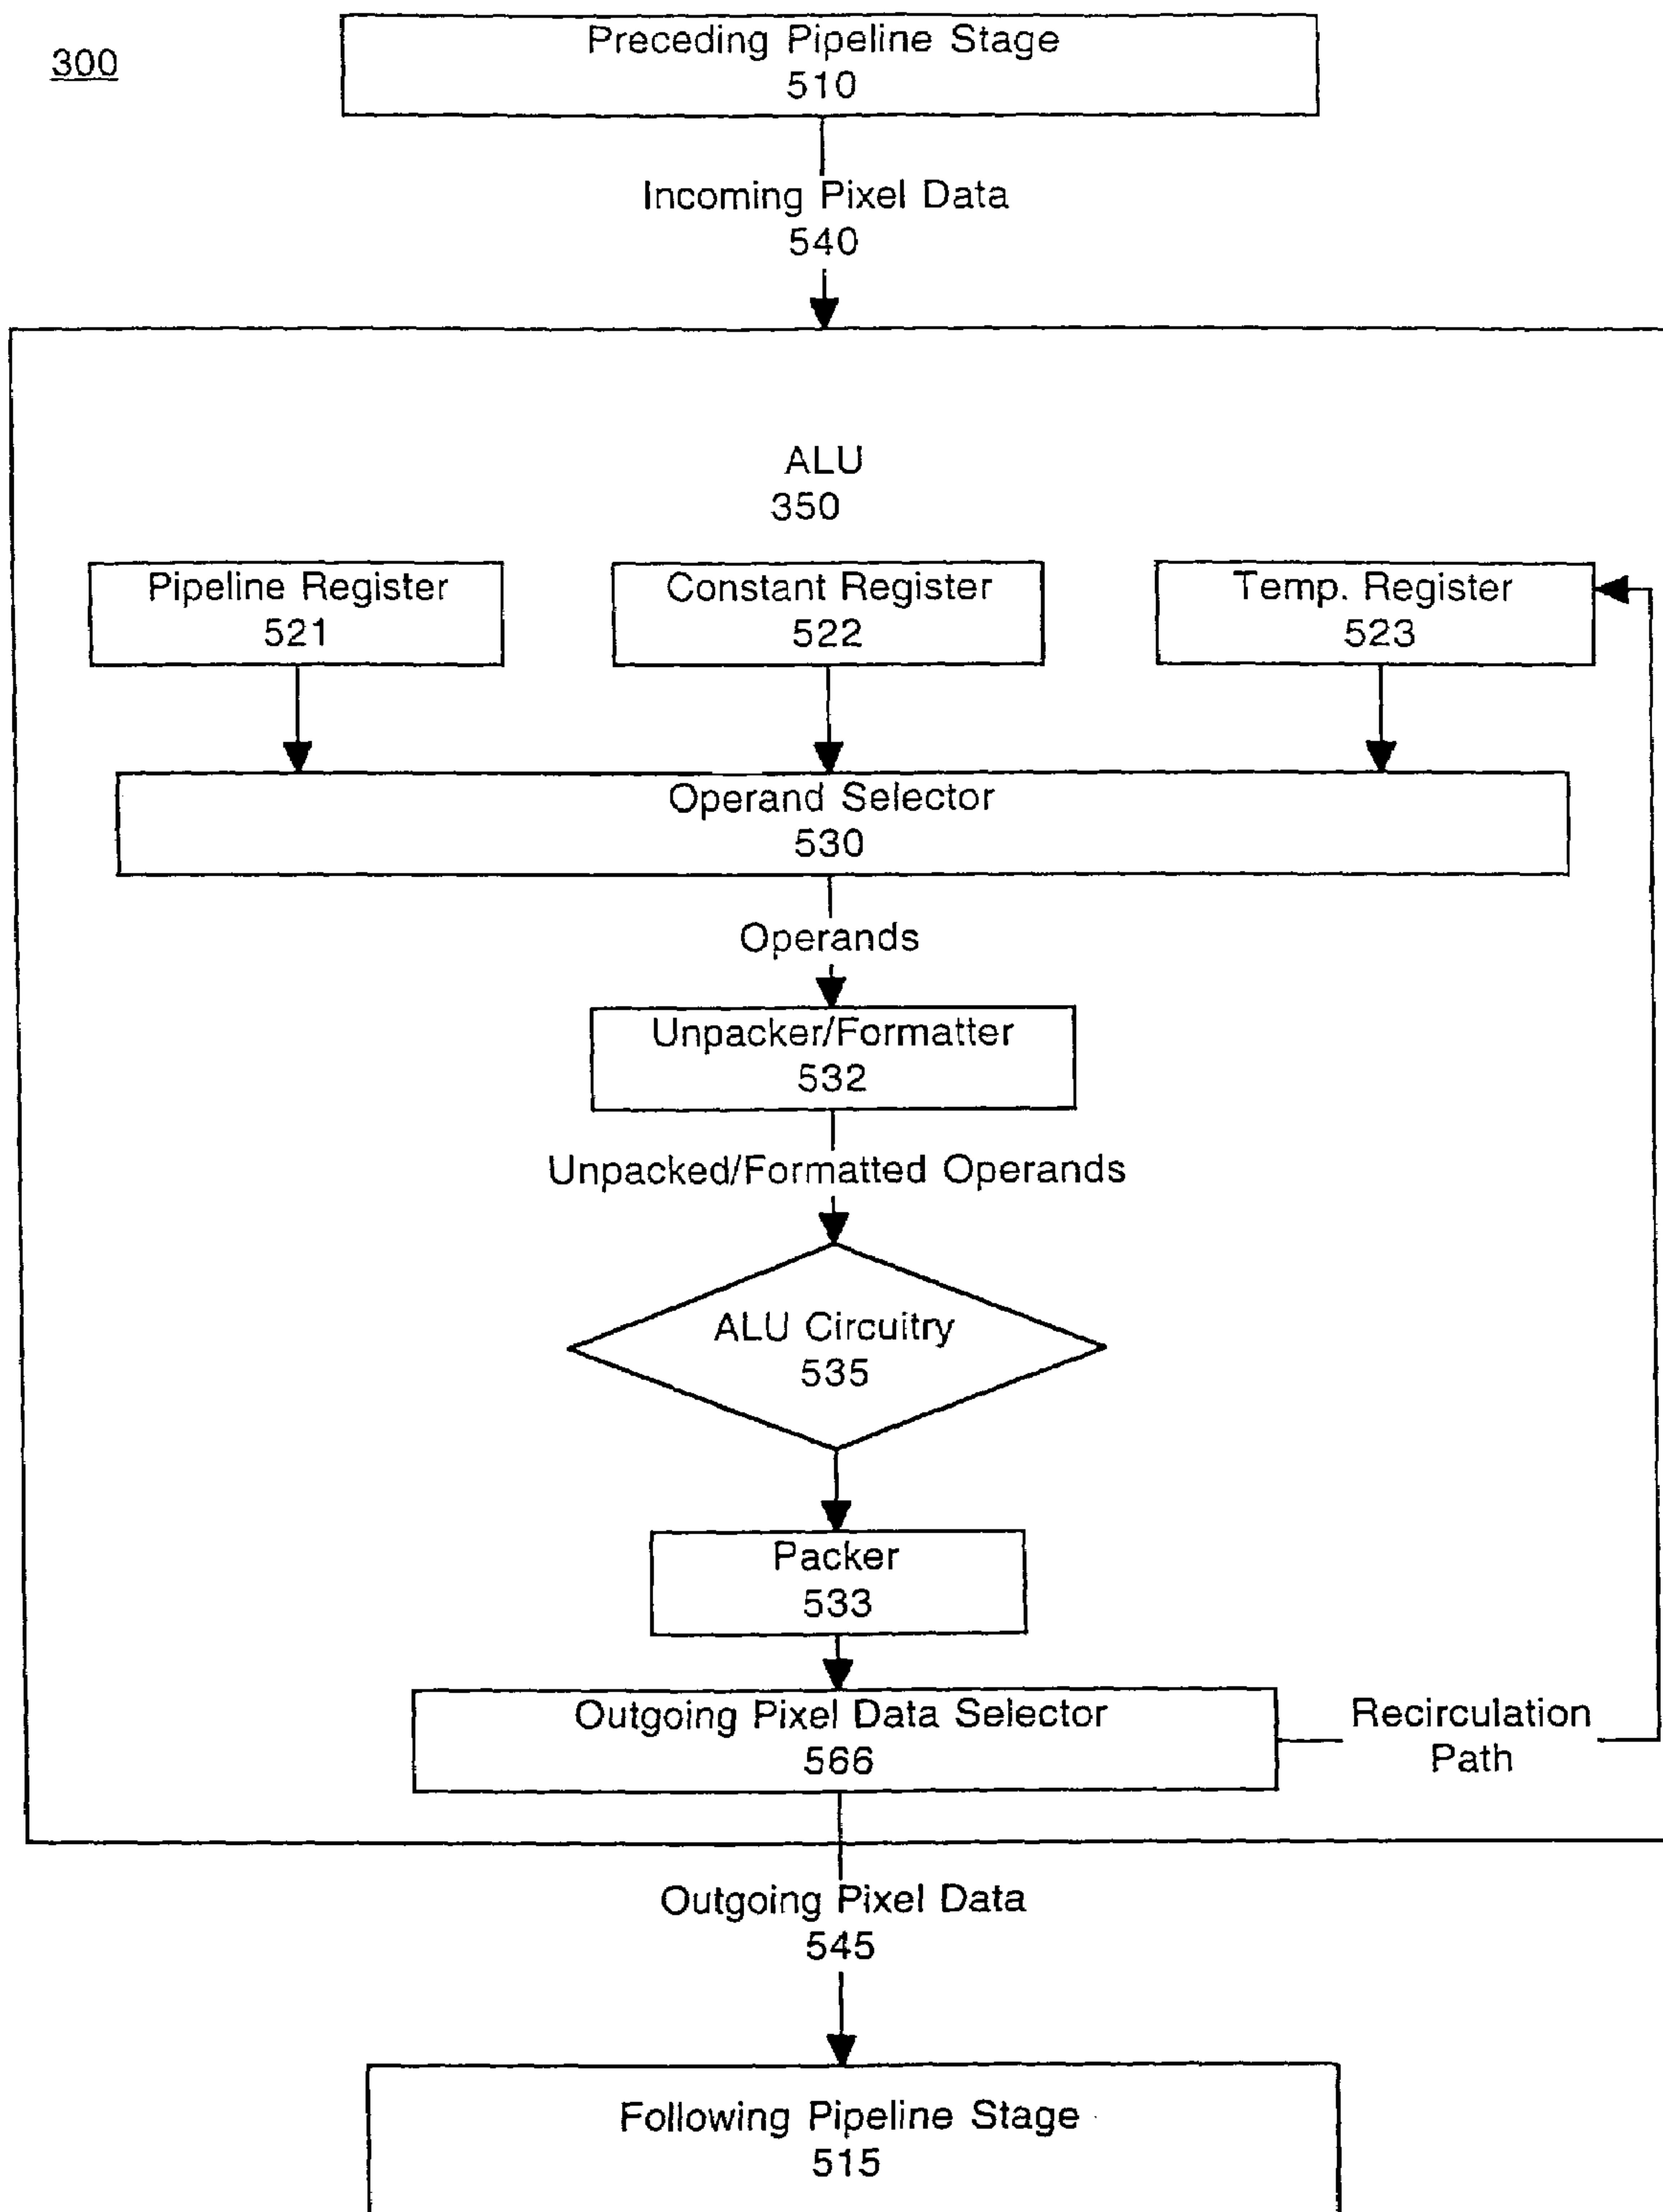 300
Preceding Pipeline Stage
510
Incoming Pixel Data
540
ALU
350
Pipeline Register
521
Constant Register
522
Temp. Register
523
Operand Selector
530
Operands
Unpacker/Formatter
532
Unpacked/Formatted Operands
ALU Circuitry
535
Packer
533
Outgoing Pixel Data Selector
566
Recirculation
Path
Outgoing Pixel Data
545
Following Pipeline Stage
515